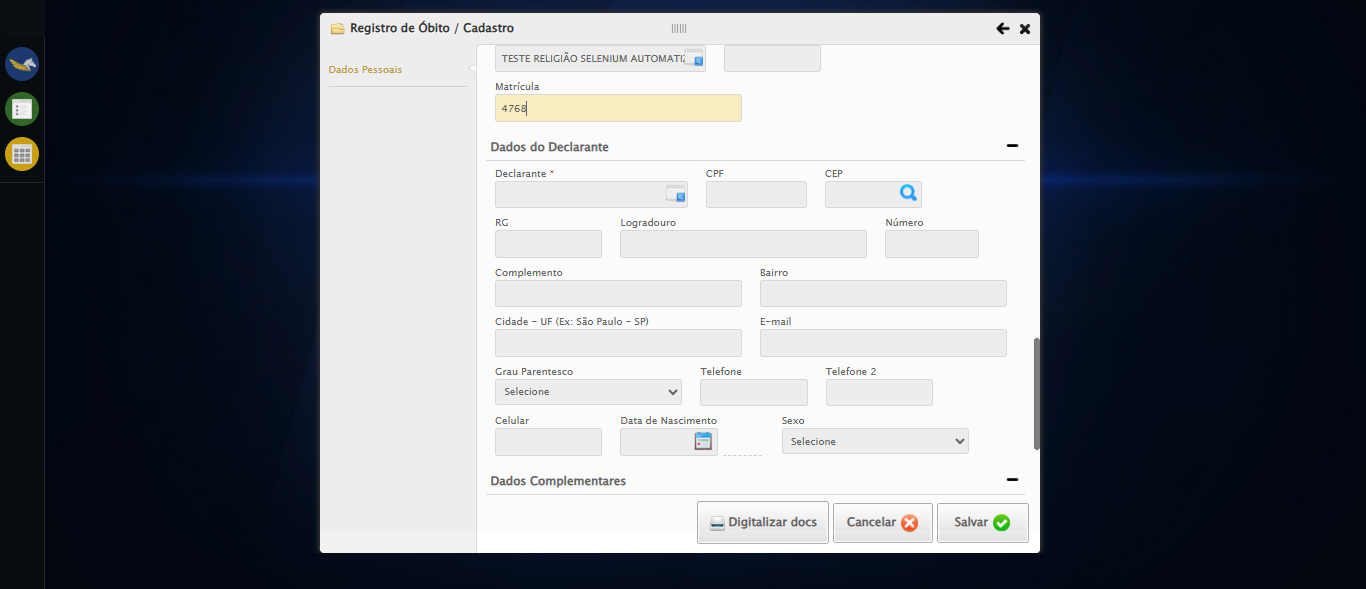 Registro de Óbito / Cadastro
Dados Pessoais
TESTE RELIGIÃO SELENIUM AUTOMATI
Matrícula
4768
Dados do Declarante
Declarante * CPF CEP
RG Logradouro Número
Complemento Bairro
Cidade - UF (Ex: São Paulo - SP) E-mail
Grau Parentesco Telefone Telefone 2
Selecione
Celular Data de Nascimento Sexo
Selecione
Dados Complementares
Digitalizar docs Cancelar Salvar